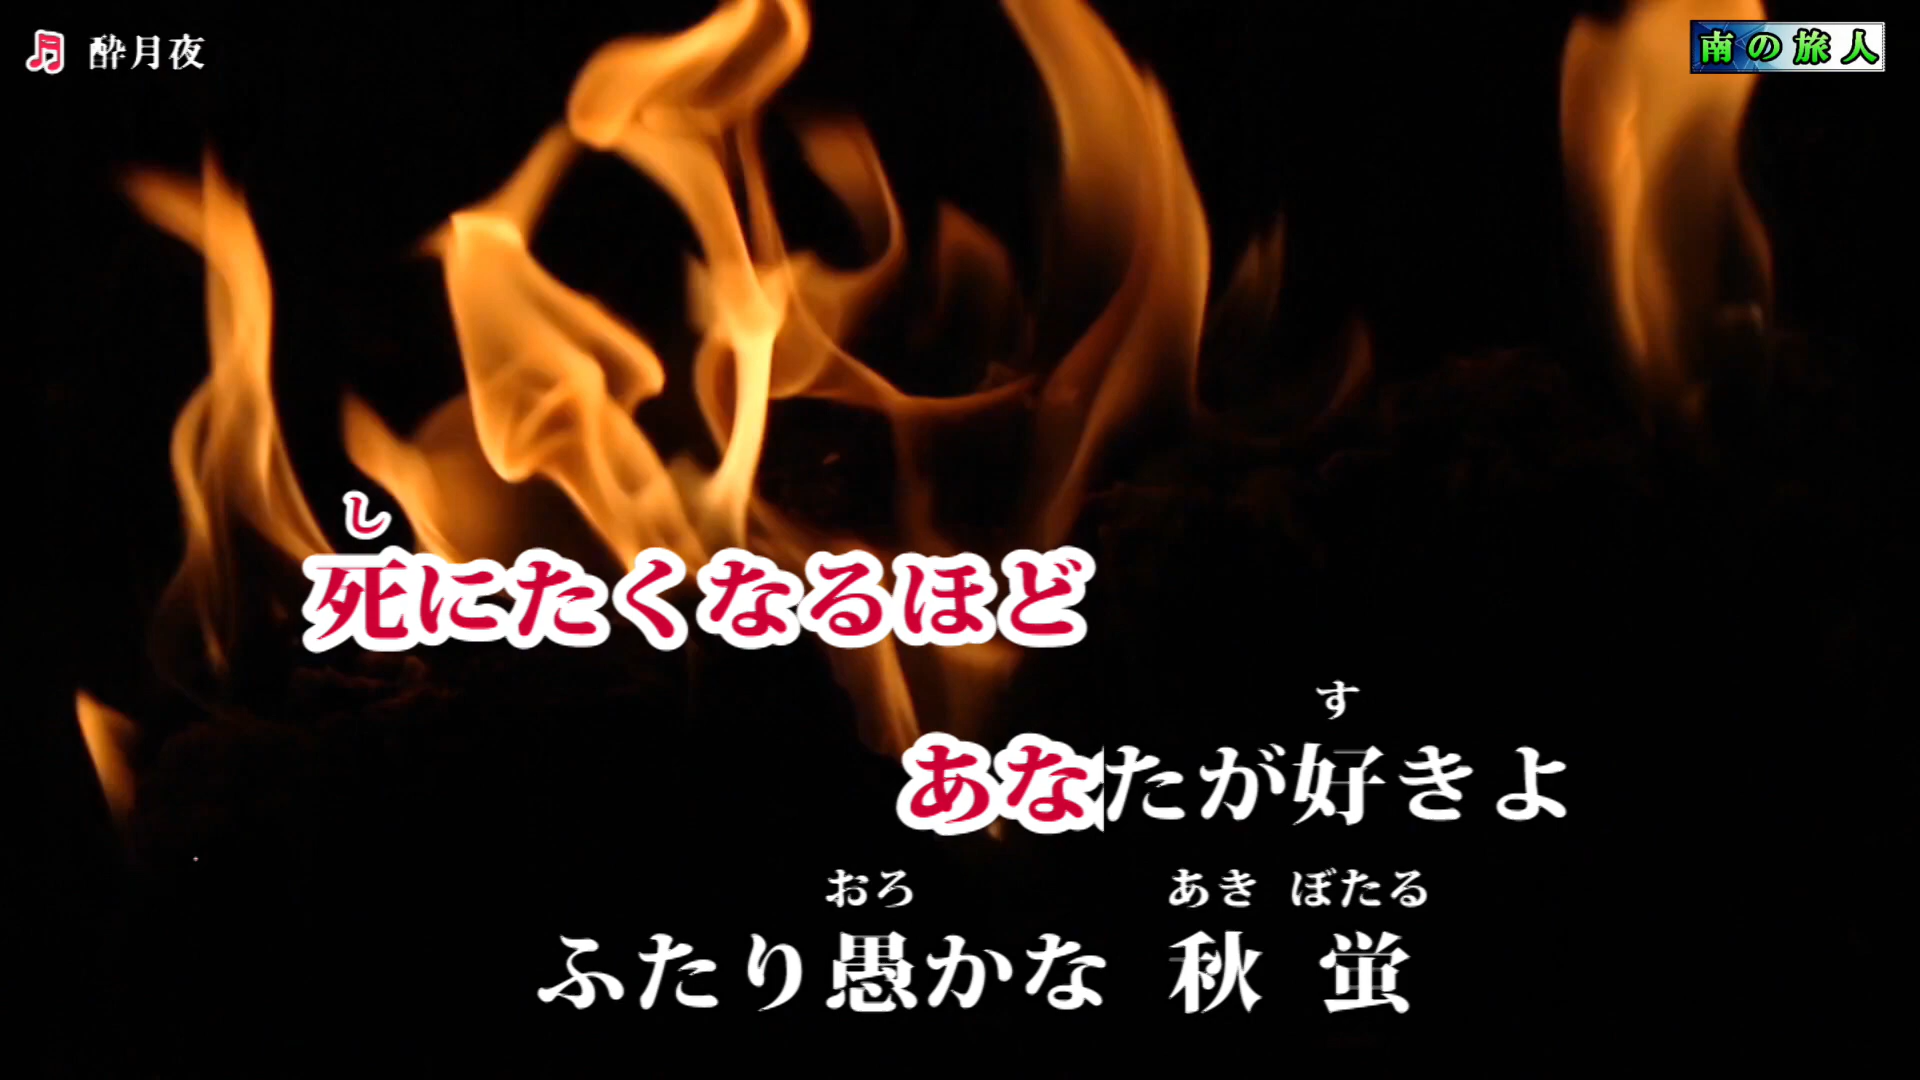 酔月夜
南の旅人
し
死にたくなるほど
す
あなたが好きよ
おろ あき ぼたる
ふたり愚かな 秋 蛍